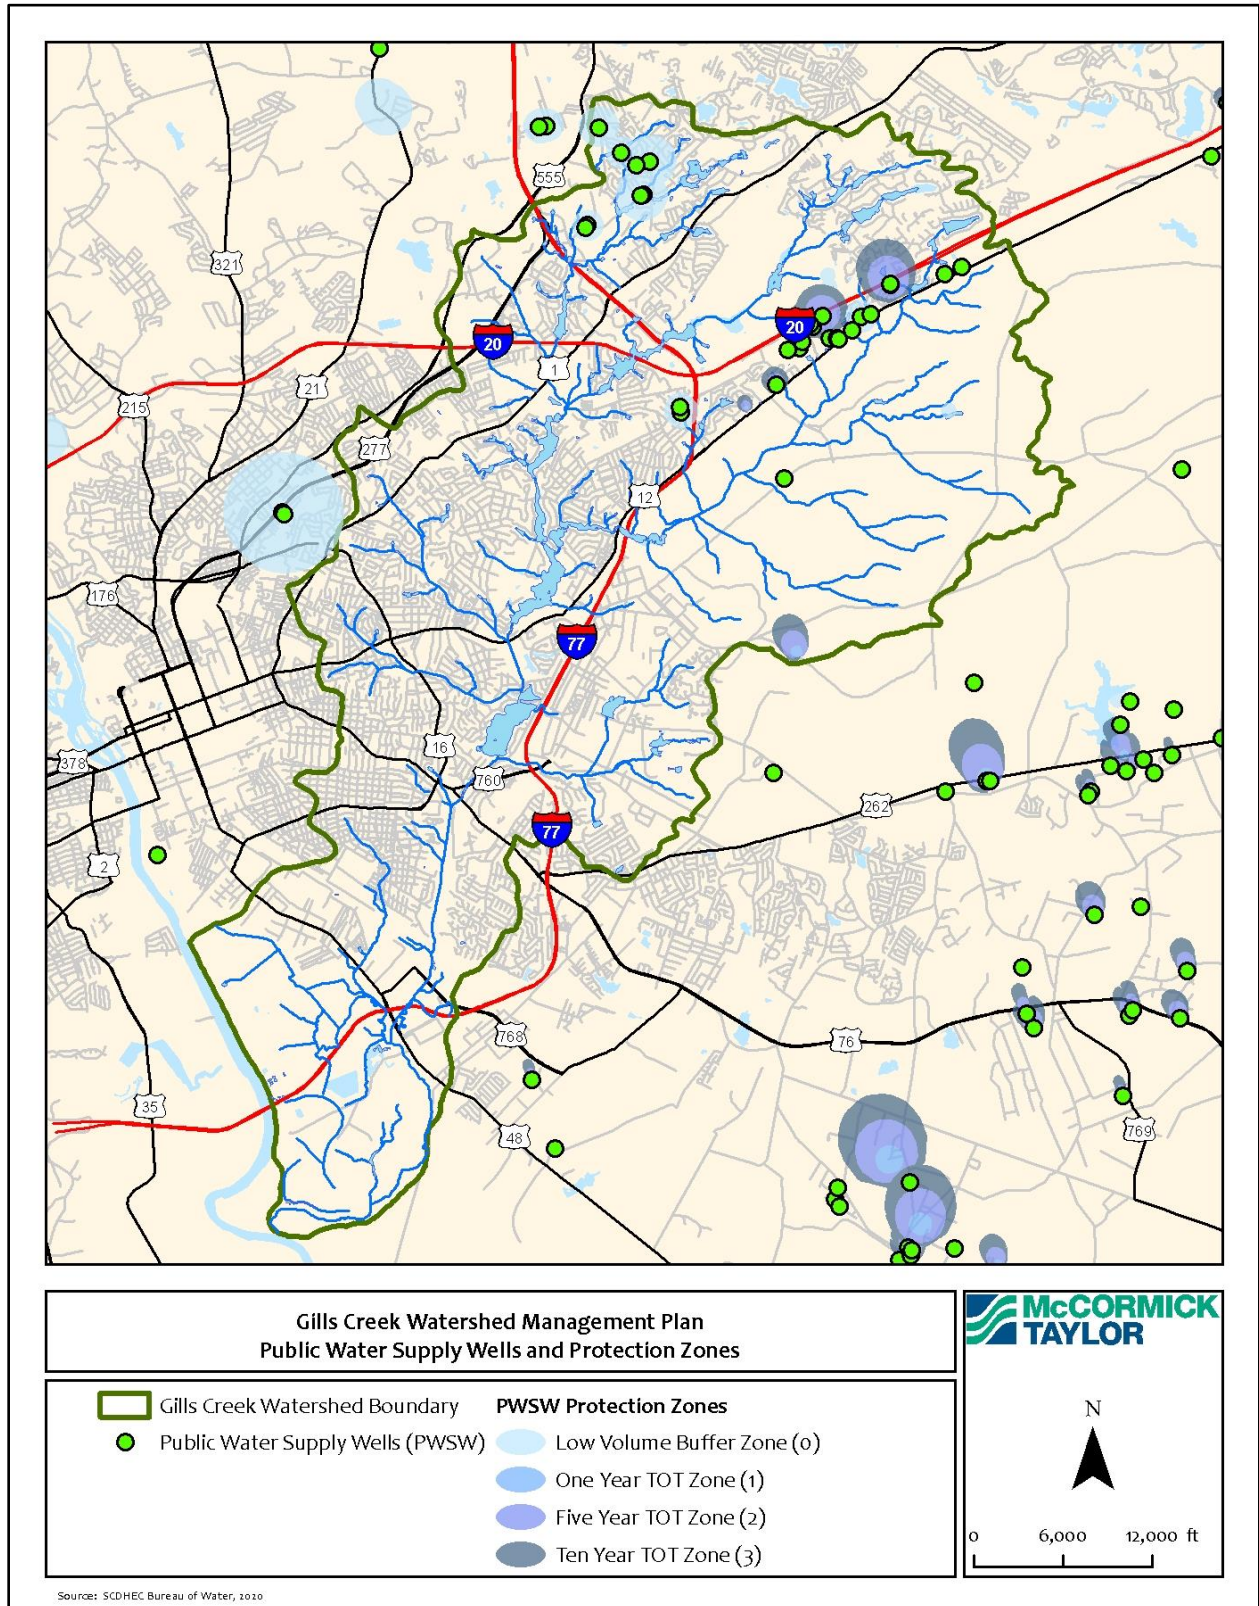 555
321
20
20
1
21
215
277
12
176
77
16
378
760
262
77
2
768
76
35
48
769
Gills Creek Watershed Management Plan
Public Water Supply Wells and Protection Zones
Gills Creek Watershed Boundary
Public Water Supply Wells (PWSW)
PWSW Protection Zones
Low Volume Buffer Zone (0)
One Year TOT Zone (1)
Five Year TOT Zone (2)
Ten Year TOT Zone (3)
McCORMICK
TAYLOR
N
0 6,000 12,000 ft
Source: SCDHEC Bureau of Water, 2020